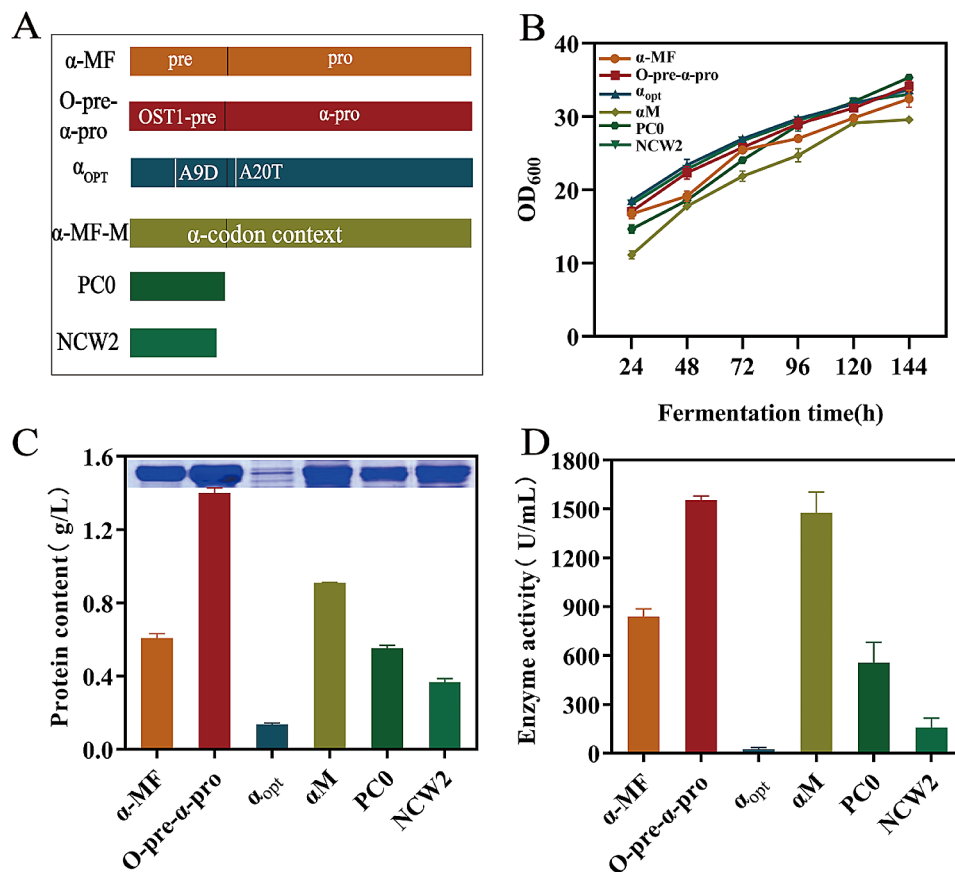 A
α-MF
pre
pro
O-pre-
α-pro
OST1-pre
α-pro
αOPT
A9D
A20T
α-MF-M
α-codon context
PC0
NCW2
B
40
30
20
10
0
OD600
α-MF
O-pre-α-pro
αopt
αM
PC0
NCW2
24 48 72 96 120 144
Fermentation time(h)
C
1.6
1.2
0.8
0.4
0.0
Protein content( g/L)
α-MF
O-pre-α-pro
αopt
αM
PC0
NCW2
D
1800
1500
1200
900
600
300
0
Enzyme activity( U/mL)
α-MF
O-pre-α-pro
αopt
αM
PC0
NCW2